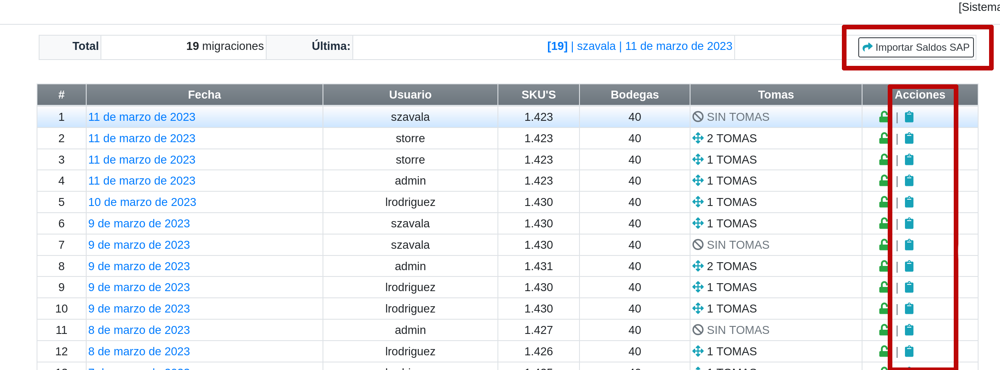 [Sistema
Total 19 migraciones Última: [19] | szavala | 11 de marzo de 2023 Importar Saldos SAP
# Fecha Usuario SKU'S Bodegas Tomas Acciones
1 11 de marzo de 2023 szavala 1.423 40 SIN TOMAS |
2 11 de marzo de 2023 storre 1.423 40 2 TOMAS |
3 11 de marzo de 2023 storre 1.423 40 1 TOMAS |
4 11 de marzo de 2023 admin 1.423 40 1 TOMAS |
5 10 de marzo de 2023 lrodriguez 1.430 40 1 TOMAS |
6 9 de marzo de 2023 szavala 1.430 40 1 TOMAS |
7 9 de marzo de 2023 szavala 1.430 40 SIN TOMAS |
8 9 de marzo de 2023 admin 1.431 40 2 TOMAS |
9 9 de marzo de 2023 lrodriguez 1.430 40 1 TOMAS |
10 9 de marzo de 2023 lrodriguez 1.430 40 1 TOMAS |
11 8 de marzo de 2023 admin 1.427 40 SIN TOMAS |
12 8 de marzo de 2023 lrodriguez 1.426 40 1 TOMAS |